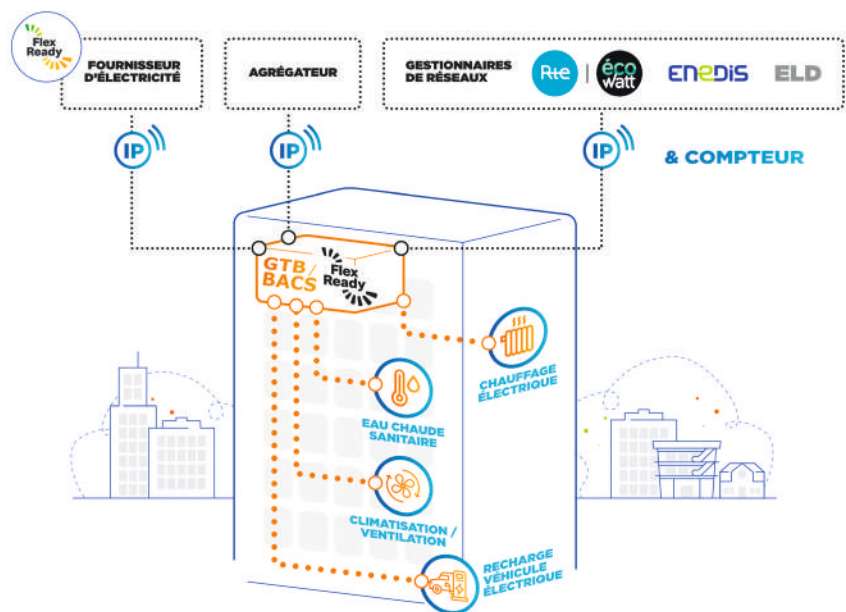 Flex
Ready
FOURNISSEUR
D'ÉLECTRICITÉ
AGRÉGATEUR
GESTIONNAIRES
DE RÉSEAUX
Rte
éco
watt
ENEDIS
ELD
IP
IP
IP
& COMPTEUR
GTB/
BACS
Flex
Ready
CHAUFFAGE
ÉLECTRIQUE
EAU CHAUDE
SANITAIRE
CLIMATISATION /
VENTILATION
RECHARGE
VÉHICULE
ÉLECTRIQUE